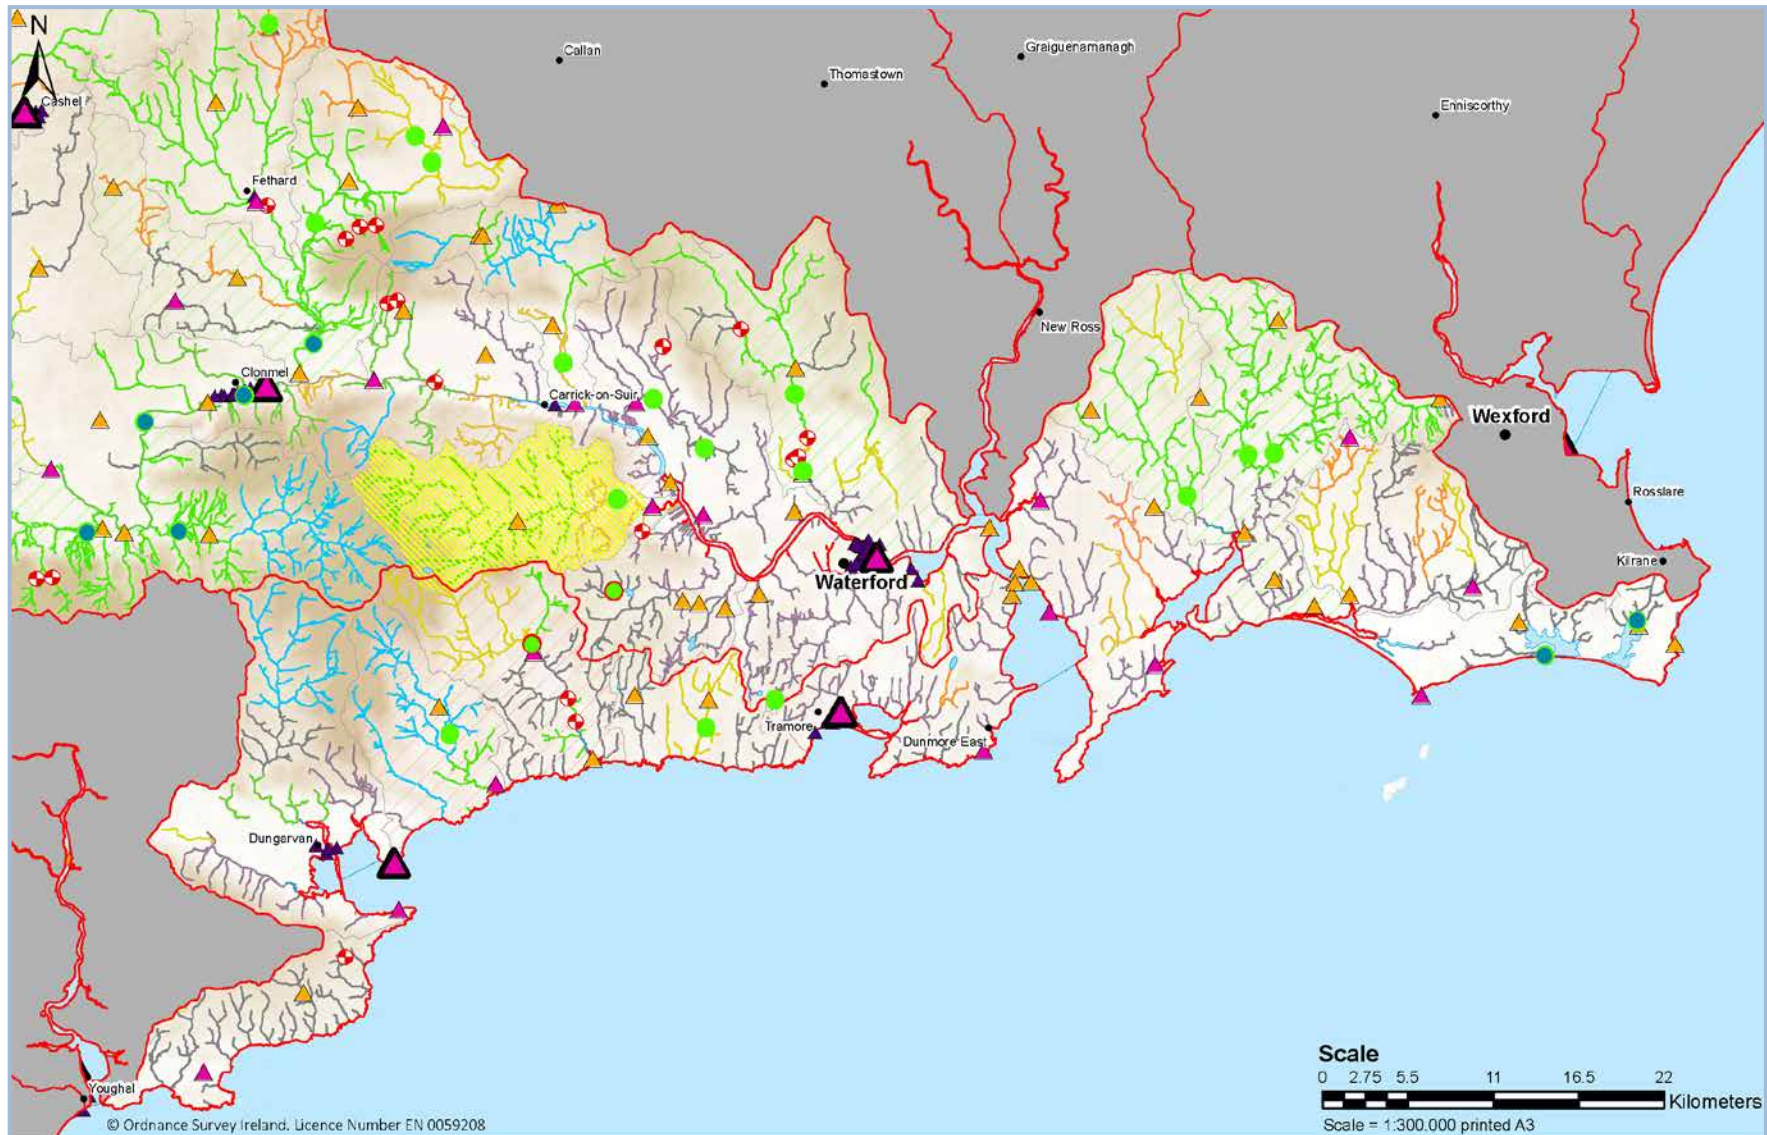 N
Callan
Graiguenamanagh
Thomastown
Cashel
Enniscorthy
Fethard
New Ross
Clonmel
Carrick-on-Suir
Wexford
Rosslare
Waterford
Kilrane
Tramore
Dunmore East
Dungarvan
Youghal
Scale
0 2.75 5.5 11 16.5 22
Kilometers
Scale = 1:300.000 printed A3
© Ordnance Survey Ireland. Licence Number EN 0059208